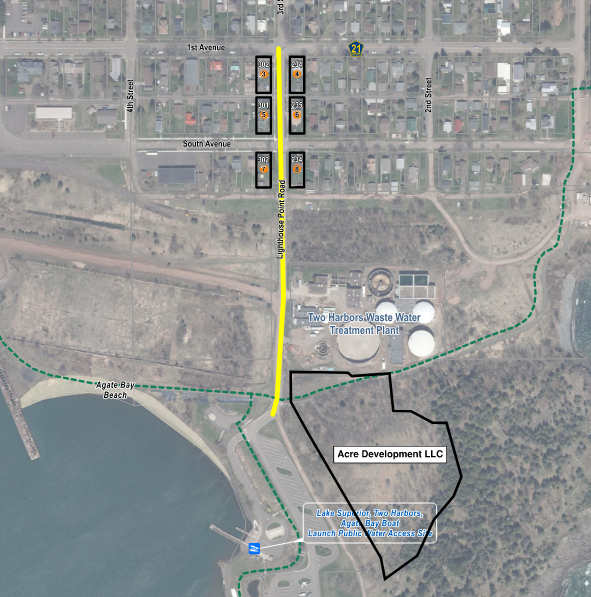 3rd
1st Avenue
21
302
3
236
4
4th Street
2nd Street
301
5
235
6
South Avenue
302
7
234
8
Lighthouse Point Road
Two Harbors Waste Water
Treatment Plant
Agate Bay
Beach
Acre Development LLC
Lake Superior, Two Harbors,
Agate Bay Boat
Launch Public Water Access Site